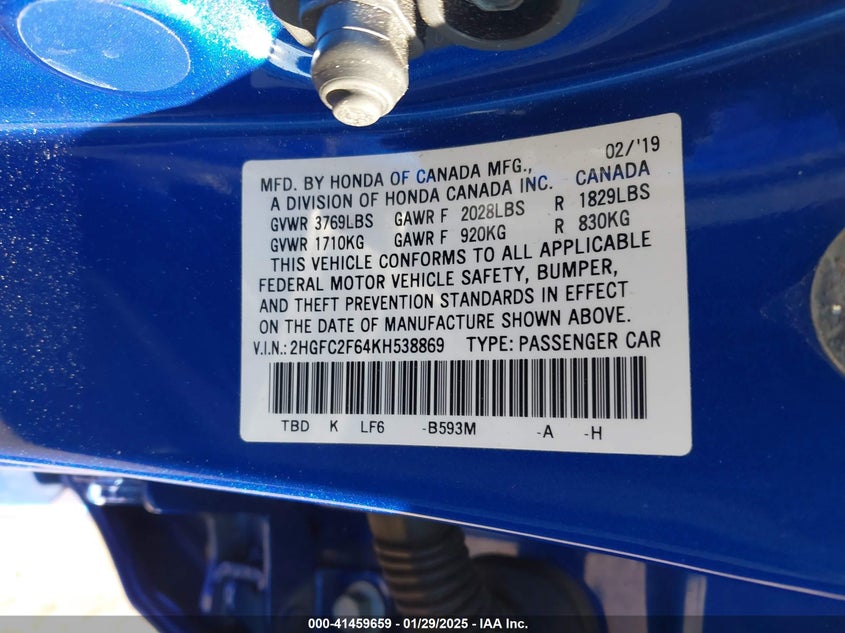 02/'19
MFD. BY HONDA OF CANADA MFG., CANADA
A DIVISION OF HONDA CANADA INC.
GVWR 3769LBS GAWR F 2028LBS R 1829LBS
GVWR 1710KG GAWR F 920KG R 830KG
THIS VEHICLE CONFORMS TO ALL APPLICABLE
FEDERAL MOTOR VEHICLE SAFETY, BUMPER,
AND THEFT PREVENTION STANDARDS IN EFFECT
ON THE DATE OF MANUFACTURE SHOWN ABOVE.
V.I.N.: 2HGFC2F64KH538869 TYPE: PASSENGER CAR
TBD K LF6 -B593M -A -H
000-41459659 - 01/29/2025 - IAA Inc.